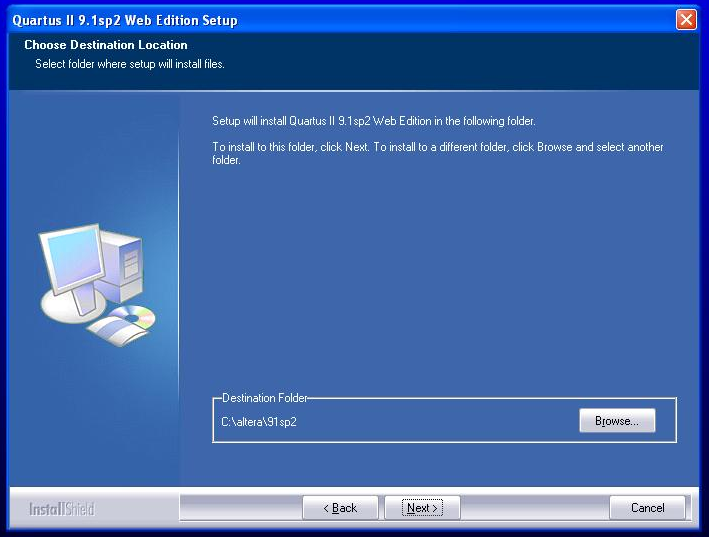 Quartus II 9.1sp2 Web Edition Setup
Choose Destination Location
Select folder where setup will install files.
Setup will install Quartus II 9.1sp2 Web Edition in the following folder.
To install to this folder, click Next. To install to a different folder, click Browse and select another
folder.
Destination Folder
C:\altera\91sp2
Browse...
InstallShield
< Back
Next >
Cancel